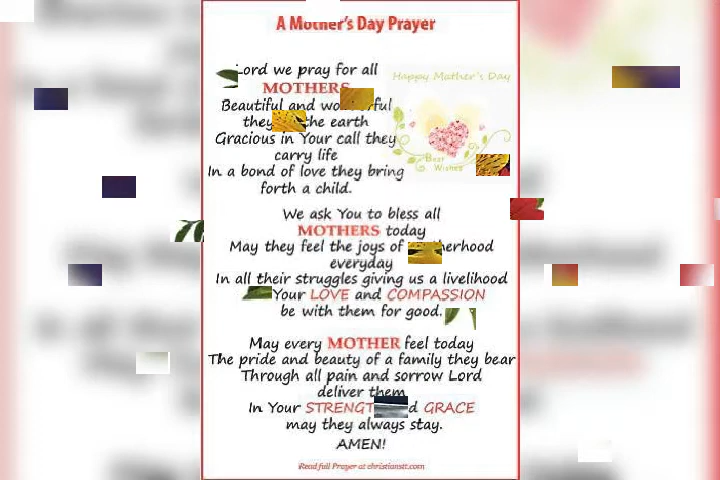 A Mother's Day Prayer
Lord we pray for all
MOTHERS
Beautiful and
they the earth
Gracious in Your call they
carry life
In a bond of love they bring
forth a child.
Happy Mother's Day
Best
Wishes
We ask You to bless all
MOTHERS today
May they feel the joys of
everyday
In all their struggles giving us a livelihood
Your LOVE and COMPASSION
be with them for good.
May every MOTHER feel today
The pride and beauty of a family they bear
Through all pain and sorrow Lord
deliver them
In Your GRACE
may they always stay.
AMEN!
Read full Prayer at christianstt.com